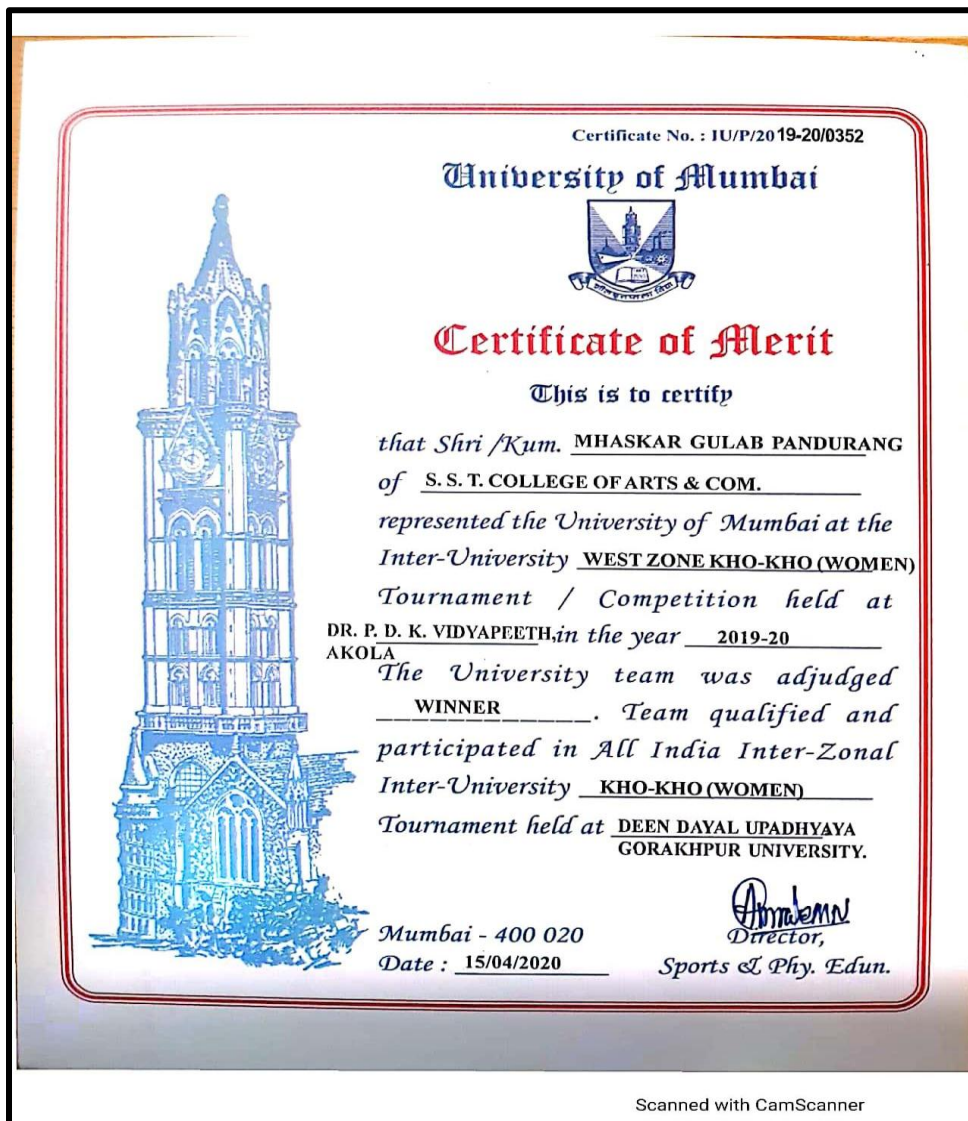 Certificate No. : IU/P/2019-20/0352
University of Mumbai
Certificate of Merit
This is to certify
that Shri /Kum. MHASKAR GULAB PANDURANG
of S. S. T. COLLEGE OF ARTS & COM.
represented the University of Mumbai at the
Inter-University WEST ZONE KHO-KHO (WOMEN)
Tournament / Competition held at
DR. P. D. K. VIDYAPEETH, in the year 2019-20
AKOLA
The University team was adjudged
WINNER. Team qualified and
participated in All India Inter-Zonal
Inter-University KHO-KHO (WOMEN)
Tournament held at DEEN DAYAL UPADHYAYA
GORAKHPUR UNIVERSITY.
Mumbai - 400 020
Director,
Date : 15/04/2020
Sports & Phy. Edun.
Scanned with CamScanner